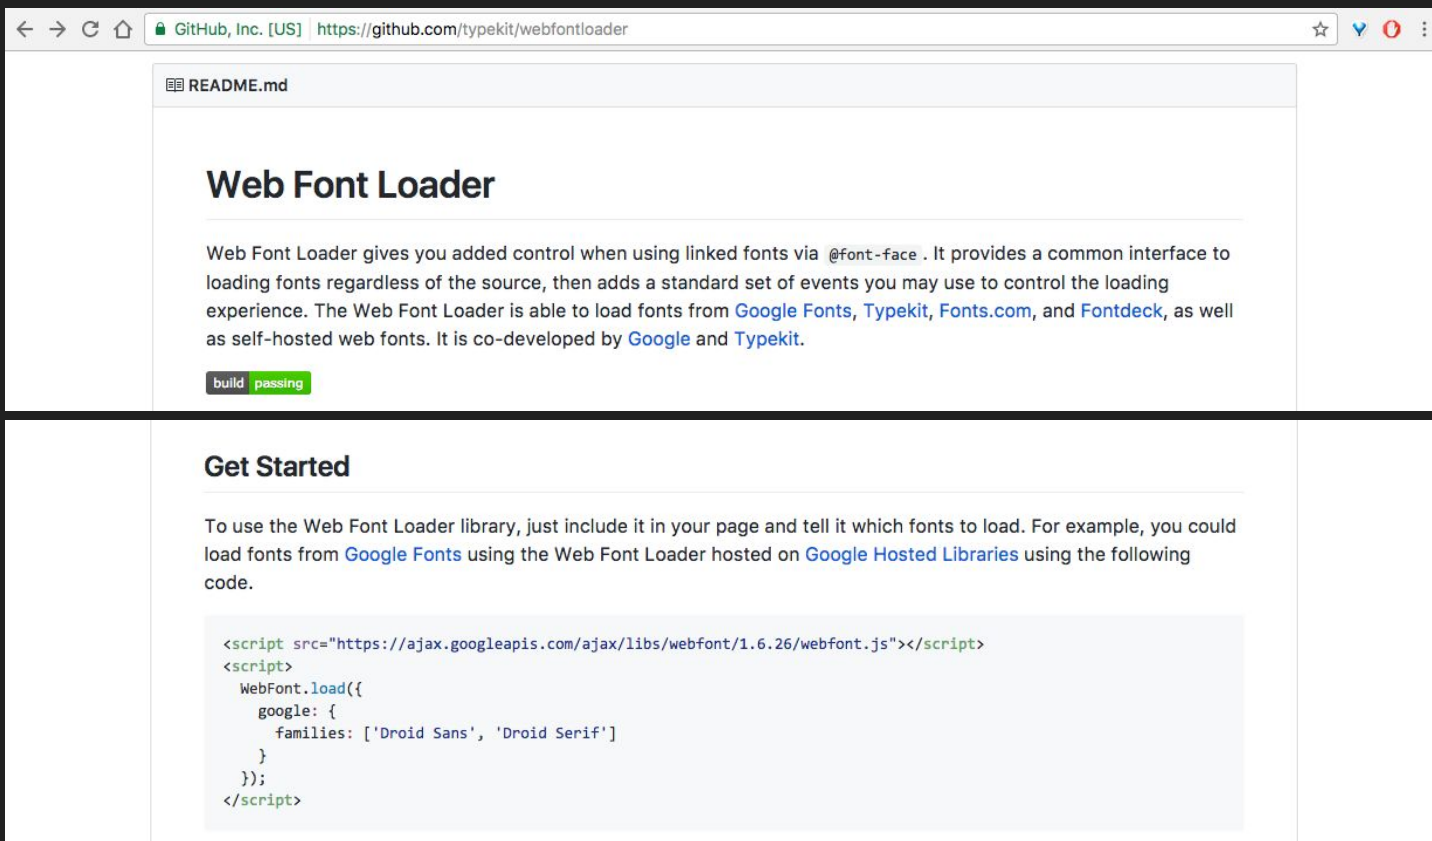 GitHub, Inc. [US] https://github.com/typekit/webfontloader
README.md
Web Font Loader
Web Font Loader gives you added control when using linked fonts via @font-face . It provides a common interface to
loading fonts regardless of the source, then adds a standard set of events you may use to control the loading
experience. The Web Font Loader is able to load fonts from Google Fonts, Typekit, Fonts.com, and Fontdeck, as well
as self-hosted web fonts. It is co-developed by Google and Typekit.
build passing
Get Started
To use the Web Font Loader library, just include it in your page and tell it which fonts to load. For example, you could
load fonts from Google Fonts using the Web Font Loader hosted on Google Hosted Libraries using the following
code.
<script src="https://ajax.googleapis.com/ajax/libs/webfont/1.6.26/webfont.js"></script>
<script>
  WebFont.load({
    google: {
      families: ['Droid Sans', 'Droid Serif']
    }
  });
</script>